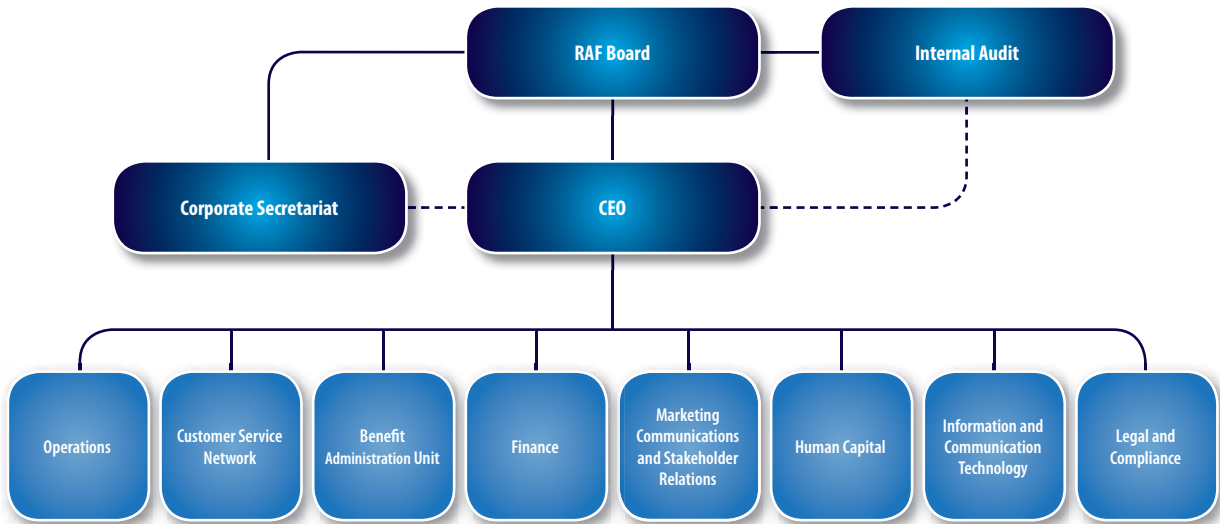 RAF Board
Internal Audit
Corporate Secretariat
CEO
Operations
Customer Service
Network
Benefit
Administration Unit
Finance
Marketing
Communications
and Stakeholder
Relations
Human Capital
Information and
Communication
Technology
Legal and
Compliance